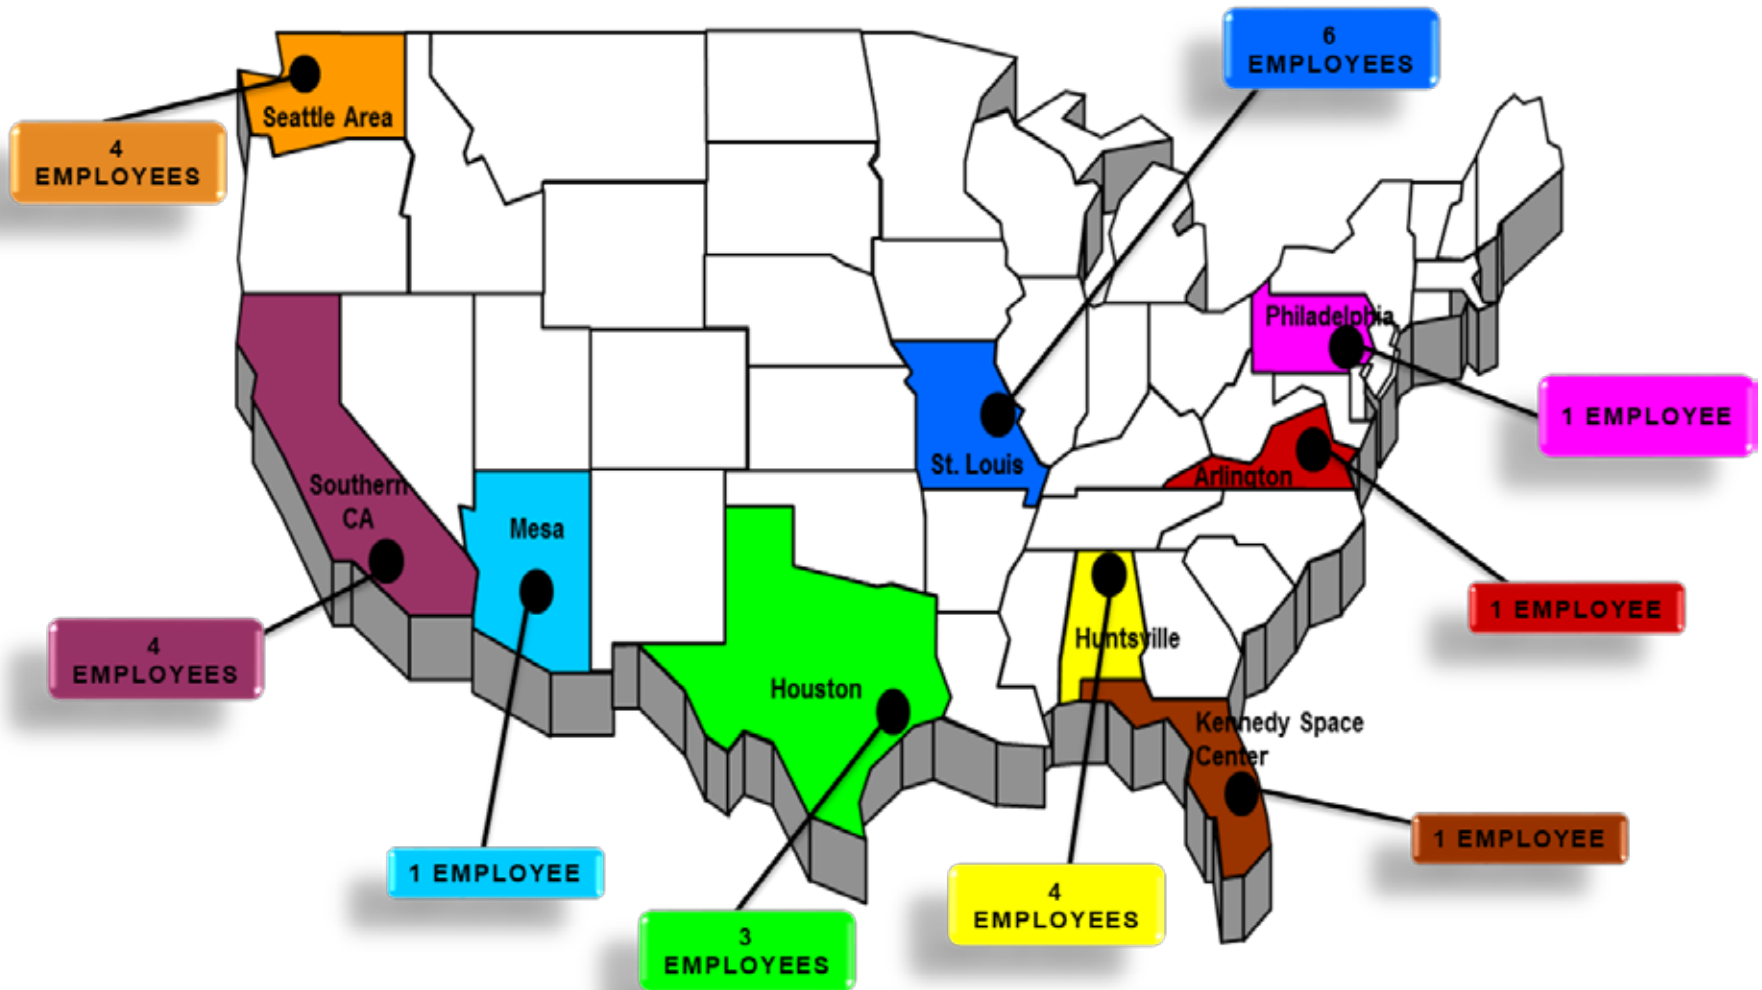 6
EMPLOYEES
Seattle Area
4
EMPLOYEES
Philadelphia
1 EMPLOYEE
St. Louis
Arlington
Southern
CA
Mesa
1 EMPLOYEE
Huntsville
4
EMPLOYEES
Houston
Kennedy Space
Center
1 EMPLOYEE
1 EMPLOYEE
4
EMPLOYEES
3
EMPLOYEES